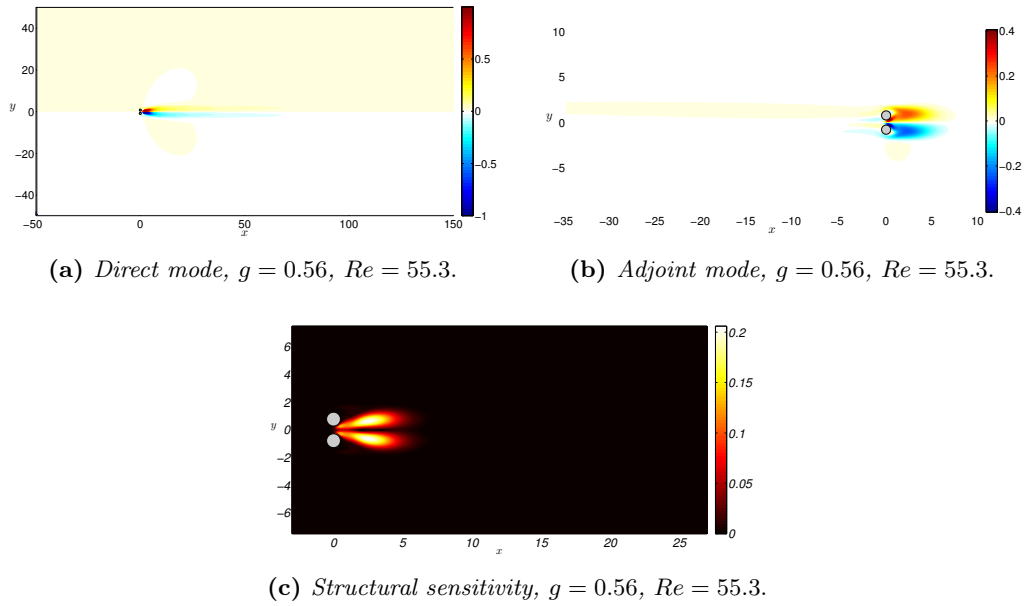 40
20
y 0
−20
−40
−50 0 50 100 150
x
1
0.5
0
−0.5
−1
10
5
y 0
−5
−35 −30 −25 −20 −15 −10 −5 0 5 10
x
0.4
0.2
0
−0.2
−0.4
(a) Direct mode, g = 0.56, Re = 55.3.
(b) Adjoint mode, g = 0.56, Re = 55.3.
6
4
2
y 0
−2
−4
−6
0 5 10 15 20 25
x
0.2
0.15
0.1
0.05
0
(c) Structural sensitivity, g = 0.56, Re = 55.3.